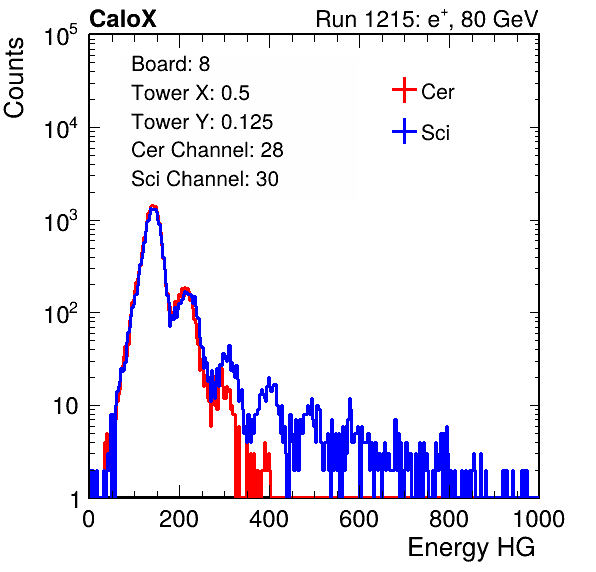 CaloX Run 1215: e⁺, 80 GeV
Board: 8
Tower X: 0.5
Tower Y: 0.125
Cer Channel: 28
Sci Channel: 30
Cer
Sci
Counts
10⁵
10⁴
10³
10²
10
1
0 200 400 600 800 1000
Energy HG